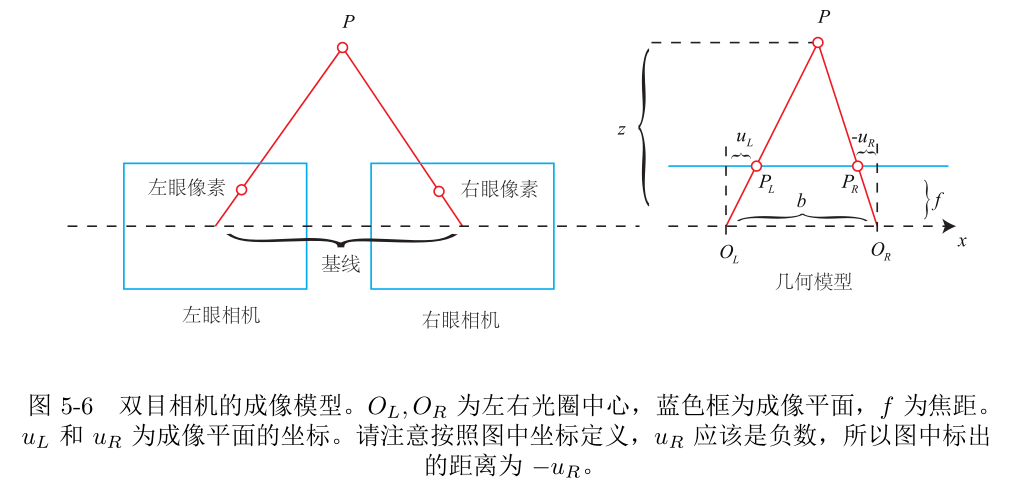 P
左眼像素
右眼像素
基线
左眼相机
右眼相机
P
z
u_L
-u_R
P_L
P_R
b
f
x
O_L
O_R
几何模型
图 5-6 双目相机的成像模型。O_L, O_R 为左右光圈中心，蓝色框为成像平面，f 为焦距。
u_L 和 u_R 为成像平面的坐标。请注意按照图中坐标定义，u_R 应该是负数，所以图中标出
的距离为 −u_R。